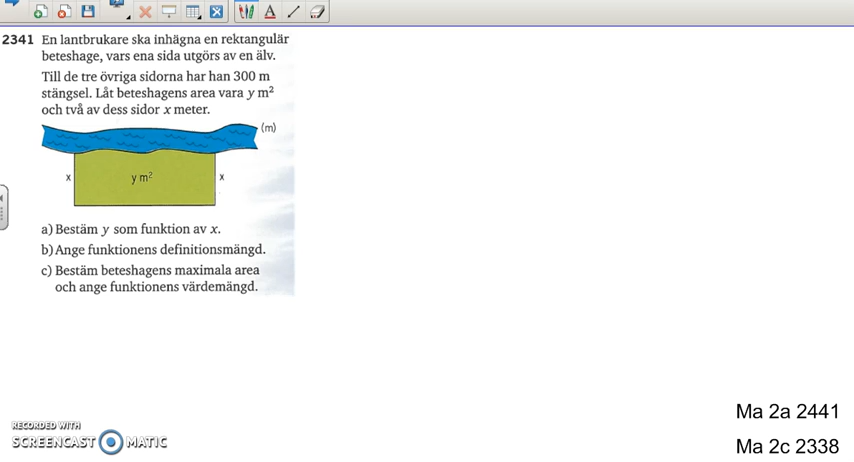 2341 En lantbrukare ska inhägna en rektangulär
beteshage, vars ena sida utgörs av en älv.
Till de tre övriga sidorna har han 300 m
stängsel. Låt beteshagens area vara y m²
och två av dess sidor x meter.
(m)
x y m² x
a) Bestäm y som funktion av x.
b) Ange funktionens definitionsmängd.
c) Bestäm beteshagens maximala area
och ange funktionens värdemängd.
Ma 2a 2441
Ma 2c 2338
RECORDED WITH
SCREENCAST MATIC